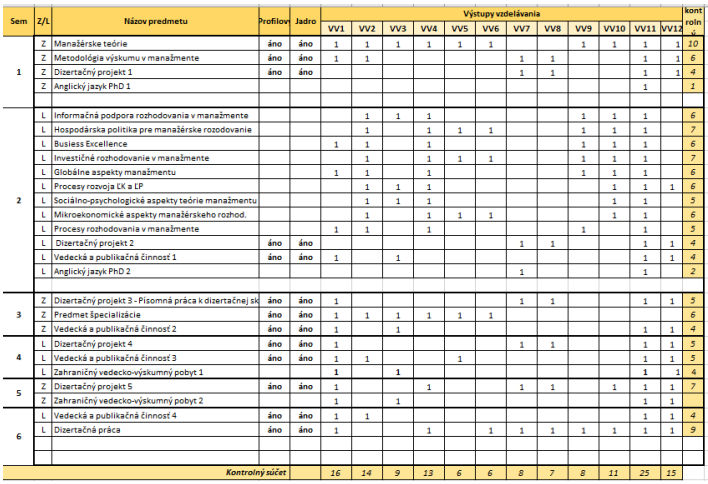 Sem Z/L Názov predmetu Profilový Jadro Výstupy vzdelávania kont roln ý
VV1 VV2 VV3 VV4 VV5 VV6 VV7 VV8 VV9 VV10 VV11 VV12
Z Manažérske teórie áno áno 1 1 1 1 1 1 1 1 1 1 10
Z Metodológia výskumu v manažmente áno áno 1 1 1 1 1 1 6
1 Z Dizertačný projekt 1 áno áno 1 1 1 1 4
Z Anglický jazyk PhD 1 1 1
L Informačná podpora rozhodovania v manažmente 1 1 1 1 1 1 6
L Hospodárska politika pre manažérske rozodovanie 1 1 1 1 1 1 1 7
L Busiess Excellence 1 1 1 1 1 1 6
L Investičné rozhodovanie v manažmente 1 1 1 1 1 1 1 7
L Globálne aspekty manažmentu 1 1 1 1 1 1 6
L Procesy rozvoja ĽK a ĽP 1 1 1 1 1 1 6
2 L Sociálno-psychologické aspekty teórie manažmentu 1 1 1 1 1 5
L Mikroekonomické aspekty manažérskeho rozhod. 1 1 1 1 1 1 6
L Procesy rozhodovania v manažmente 1 1 1 1 1 5
L Dizertačný projekt 2 áno áno 1 1 1 1 4
L Vedecká a publikačná činnosť 1 áno áno 1 1 1 1 4
L Anglický jazyk PhD 2 1 1 2
Z Dizertačný projekt 3 - Písomná práca k dizertačnej sk áno áno 1 1 1 1 1 5
3 Z Predmet špecializácie áno áno 1 1 1 1 1 1 6
Z Vedecká a publikačná činnosť 2 áno áno 1 1 1 1 4
L Dizertačný projekt 4 áno áno 1 1 1 1 1 5
4 L Vedecká a publikačná činnosť 3 áno áno 1 1 1 1 1 5
L Zahraničný vedecko-výskumný pobyt 1 1 1 1 1 4
5 Z Dizertačný projekt 5 áno áno 1 1 1 1 1 1 1 7
Z Zahraničný vedecko-výskumný pobyt 2 1 1 1 1
L Vedecká a publikačná činnosť 4 áno áno 1 1 1 1 4
6 L Dizertačná práca áno áno 1 1 1 1 1 1 1 1 1 9
Kontrolný súčet 16 14 9 13 6 6 8 7 8 11 25 15